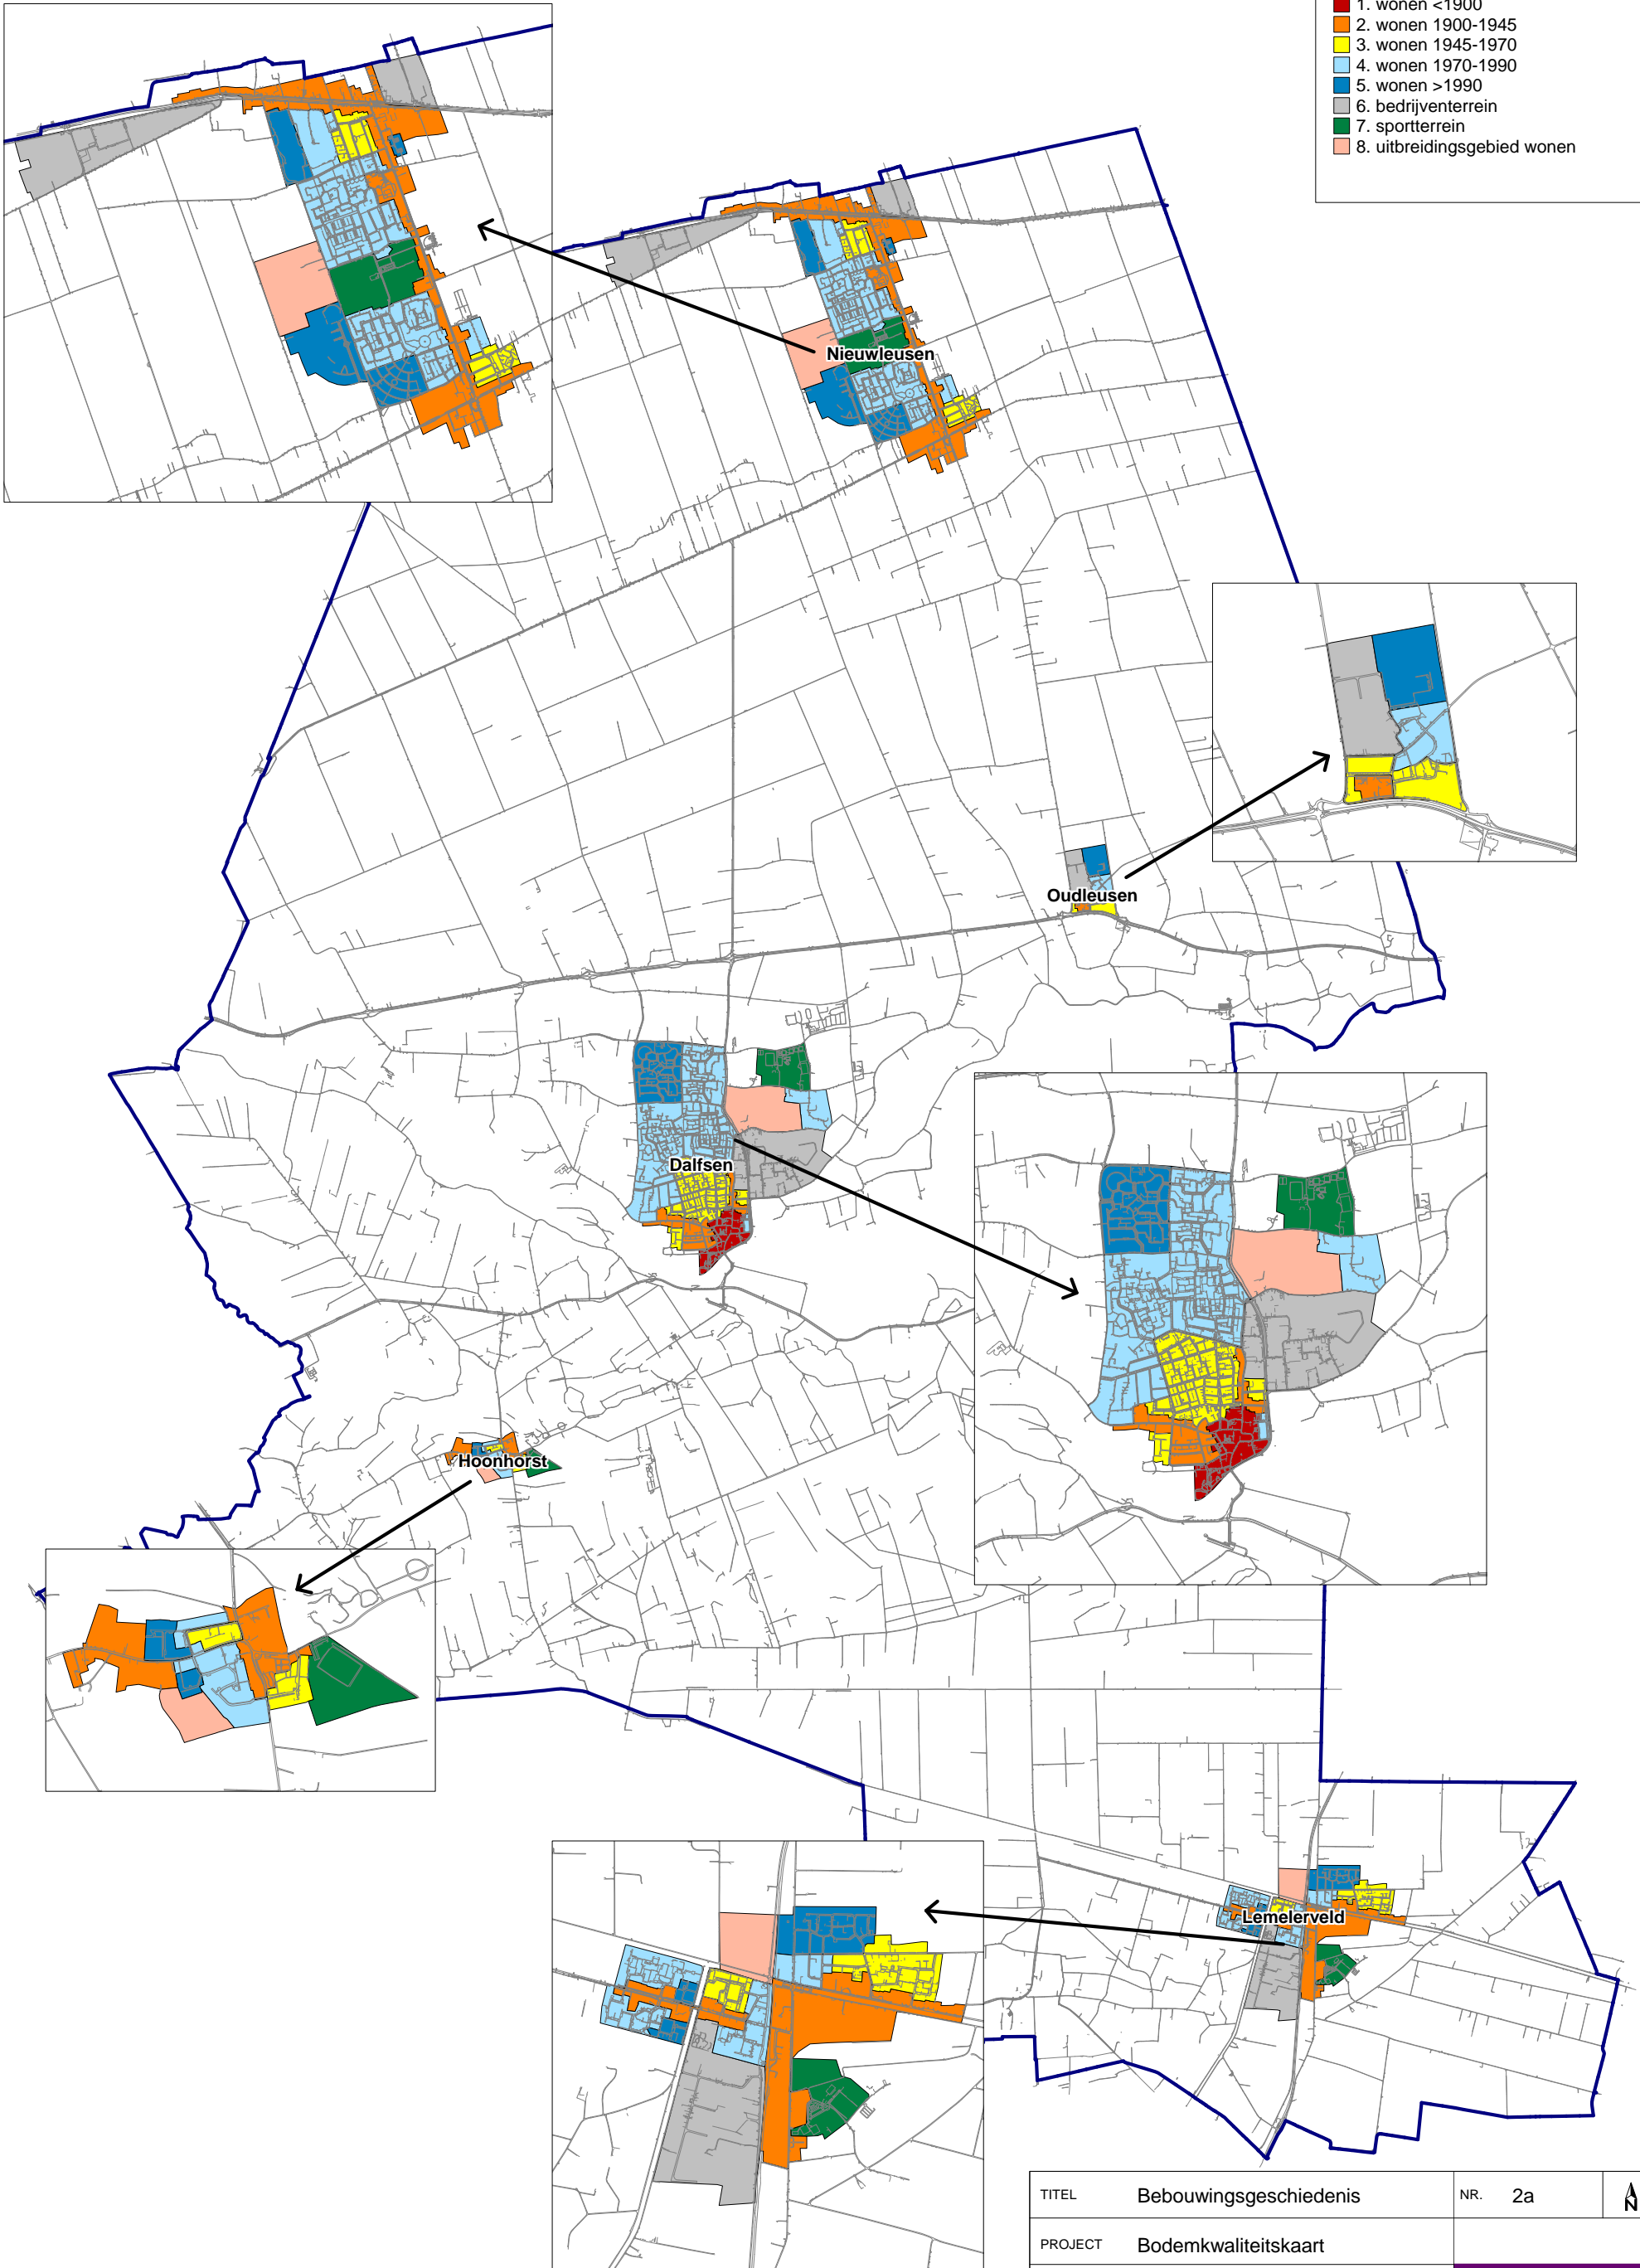 1. wonen <1900
2. wonen 1900-1945
3. wonen 1945-1970
4. wonen 1970-1990
5. wonen >1990
6. bedrijventerrein
7. sportterrein
8. uitbreidingsgebied wonen
Nieuwleusen
Oudleusen
Dalfsen
Hoonhorst
Lemelerveld
TITEL Bebouwingsgeschiedenis NR. 2a N
PROJECT Bodemkwaliteitskaart